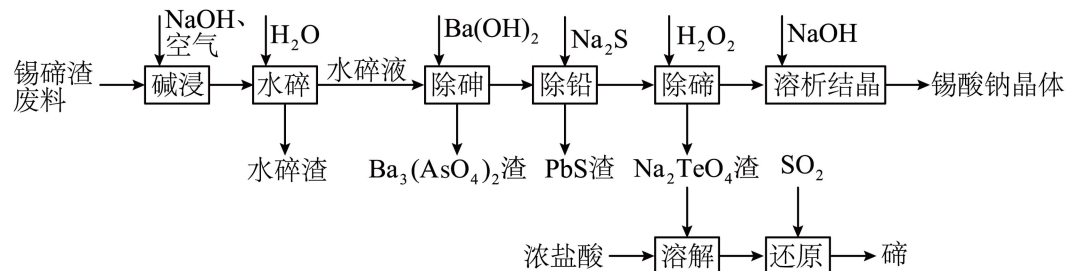 NaOH、
空气
H₂O
Ba(OH)₂
Na₂S
H₂O₂
NaOH
锡碲渣
废料
碱浸
水碎
水碎液
除砷
除铅
除碲
溶析结晶
锡酸钠晶体
水碎渣
Ba₃(AsO₄)₂渣
PbS渣
Na₂TeO₄渣
SO₂
浓盐酸
溶解
还原
碲